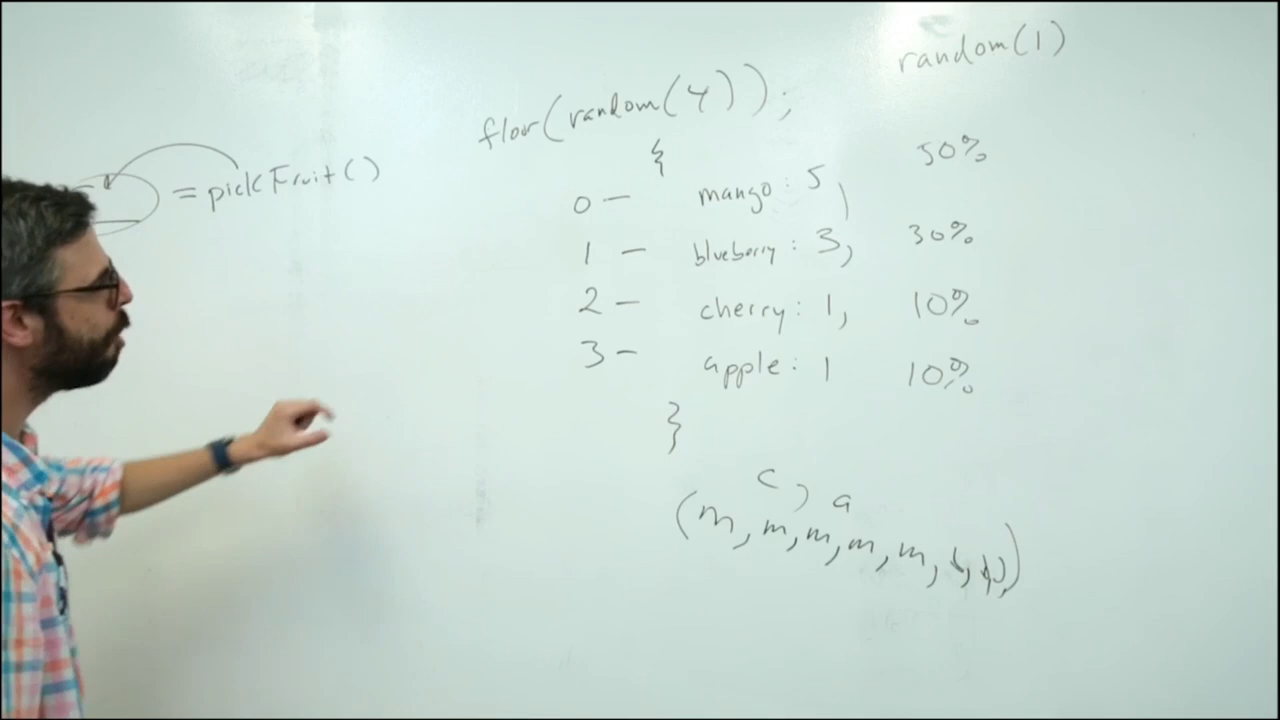 random(1)
floor(random(4));
= pickFruit()
{
50%
0 - mango: 5,
1 - blueberry: 3, 30%
2 - cherry: 1, 10%
3 - apple: 1 10%
}
c, a
(m, m, m, m, m, b, b,